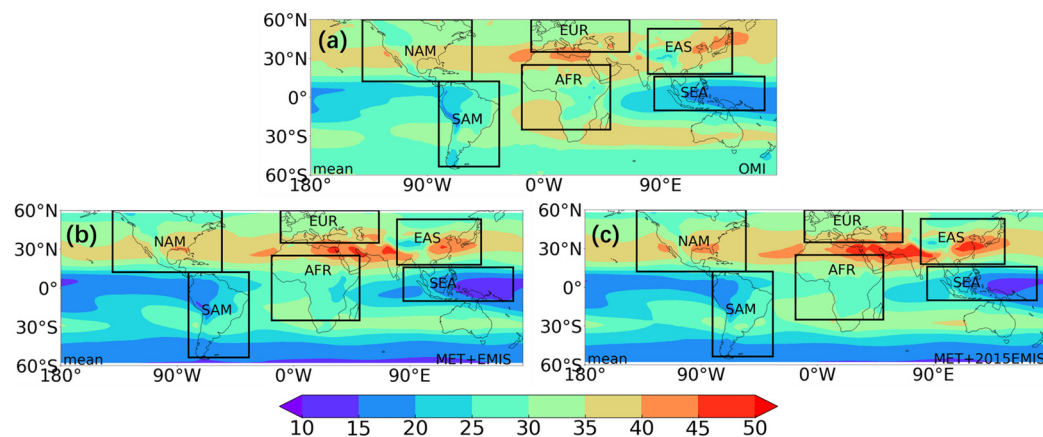 60°N
(a)
EUR
NAM
EAS
30°N
AFR
0°
SEA
SAM
30°S
mean
OMI
60°S
180°
90°W
0°W
90°E
60°N
(b)
EUR
NAM
EAS
30°N
AFR
0°
SEA
SAM
30°S
mean
MET+EMIS
60°S
180°
90°W
0°W
90°E
60°N
(c)
EUR
NAM
EAS
30°N
AFR
0°
SEA
SAM
30°S
mean
MET+2015EMIS
60°S
180°
90°W
0°W
90°E
10 15 20 25 30 35 40 45 50